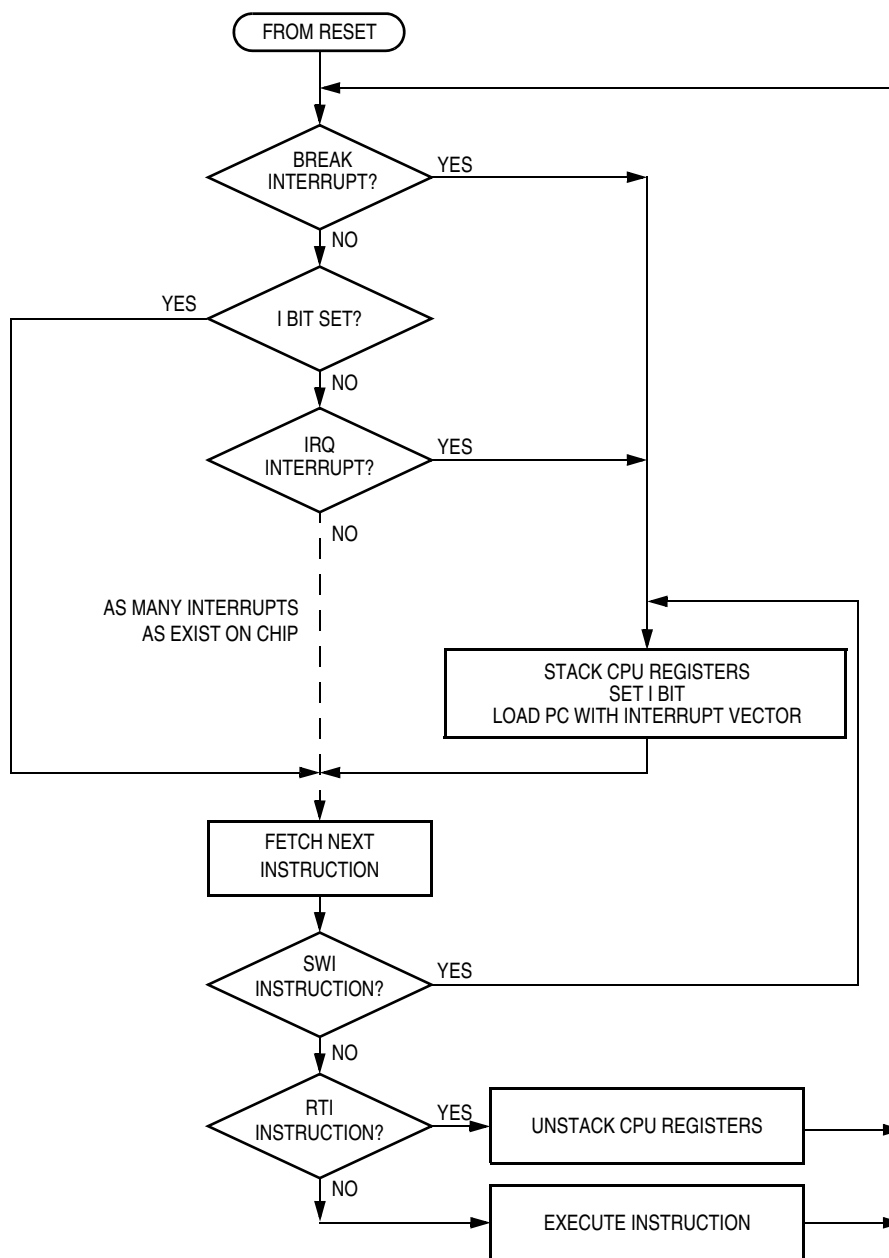 FROM RESET
BREAK
INTERRUPT?
YES
NO
I BIT SET?
YES
NO
IRQ
INTERRUPT?
YES
NO
AS MANY INTERRUPTS
AS EXIST ON CHIP
STACK CPU REGISTERS
SET I BIT
LOAD PC WITH INTERRUPT VECTOR
FETCH NEXT
INSTRUCTION
SWI
INSTRUCTION?
YES
NO
RTI
INSTRUCTION?
YES
UNSTACK CPU REGISTERS
NO
EXECUTE INSTRUCTION